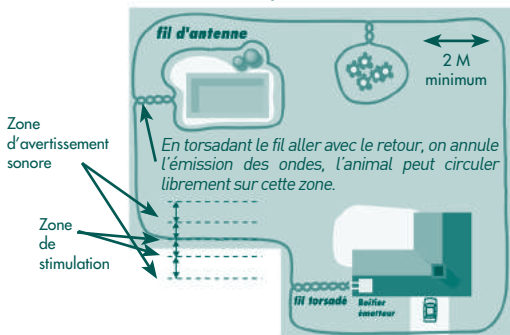 fil d'antenne
2 M
minimum
Zone
d'avertissement
sonore
En torsadant le fil aller avec le retour, on annule
l'émission des ondes, l'animal peut circuler
librement sur cette zone.
Zone
de
stimulation
fil torsadé
Boîtier
émetteur